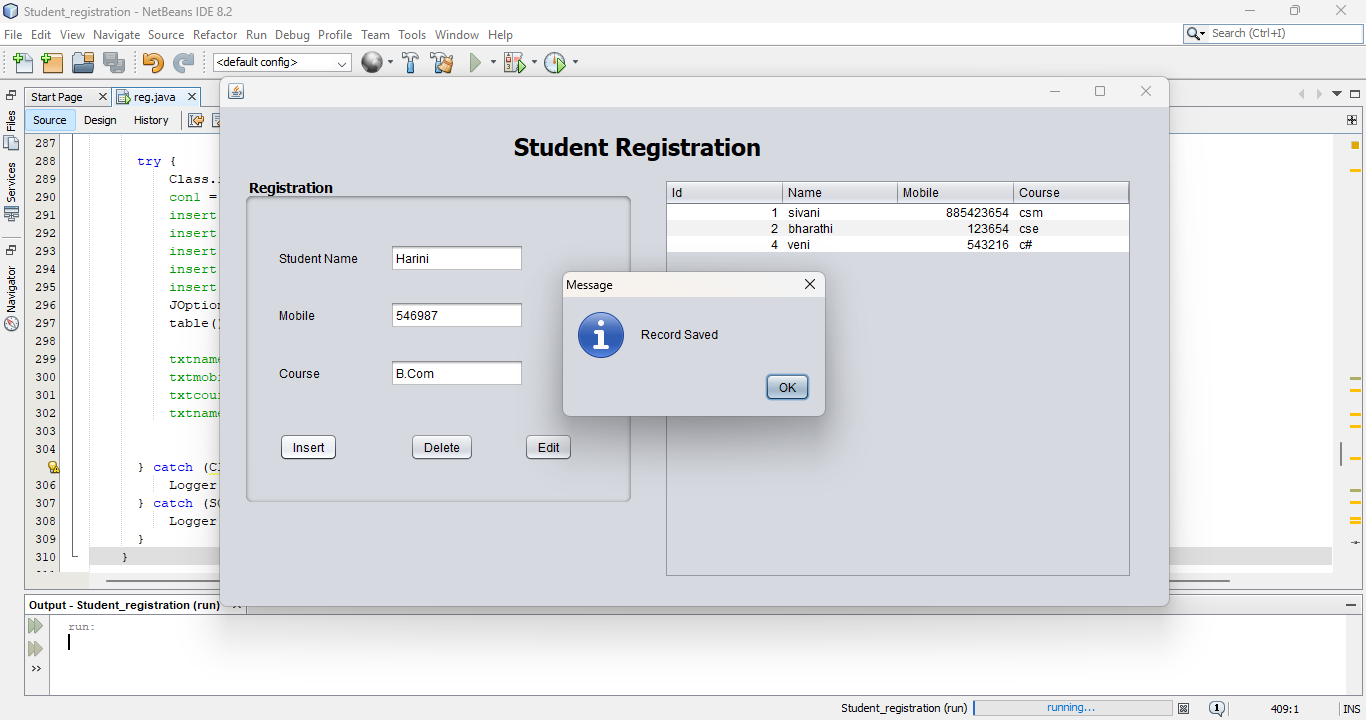 Student_registration - NetBeans IDE 8.2
File Edit View Navigate Source Refactor Run Debug Profile Team Tools Window Help
Search (Ctrl+I)
<default config>
Start Page
reg.java
Source Design History
Files
Services
Navigator
287
288 try {
289 Class.
290 con1 =
291 insert
292 insert
293 insert
294 insert
295 insert
296 JOption
297 table()
298
299 txtname
300 txtmob
301 txtcou
302 txtname
303
304
} catch (Cl
306 Logger
307 } catch (SQ
308 Logger
309 }
310 }
Student Registration
Registration
Student Name Harini
Mobile 546987
Course B.Com
Insert Delete Edit
Id Name Mobile Course
1 sivani 885423654 csm
2 bharathi 123654 cse
4 veni 543216 c#
Message
Record Saved
OK
Output - Student_registration (run)
run:
Student_registration (run) running... 1 409:1 INS